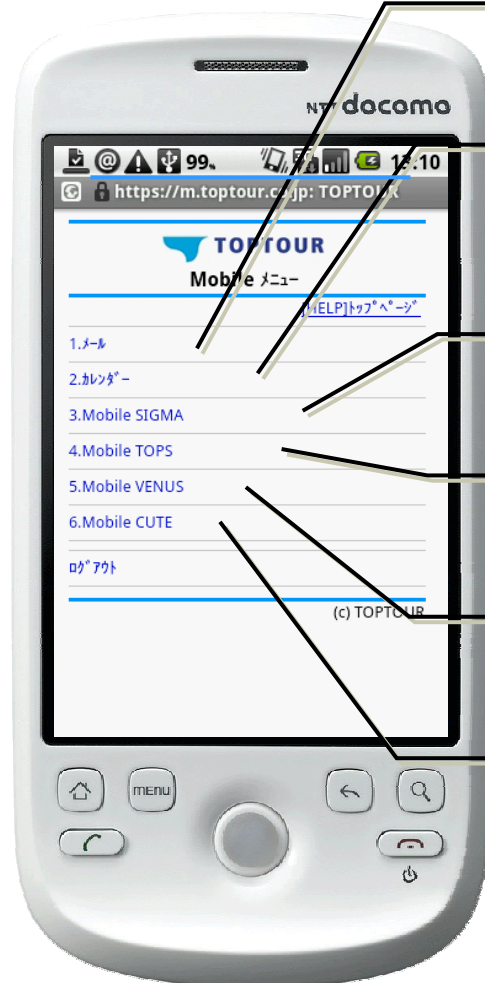 NTT docomo
99%
13:10
https://m.toptour.co.jp: TOPTOUR
TOPTOUR
Mobile ﾒﾆｭｰ
[HELP]ﾄｯﾌﾟﾍﾟｰｼﾞ
1.ﾒｰﾙ
2.ｶﾚﾝﾀﾞｰ
3.Mobile SIGMA
4.Mobile TOPS
5.Mobile VENUS
6.Mobile CUTE
ﾛｸﾞｱｳﾄ
(c) TOPTOUR
MENU